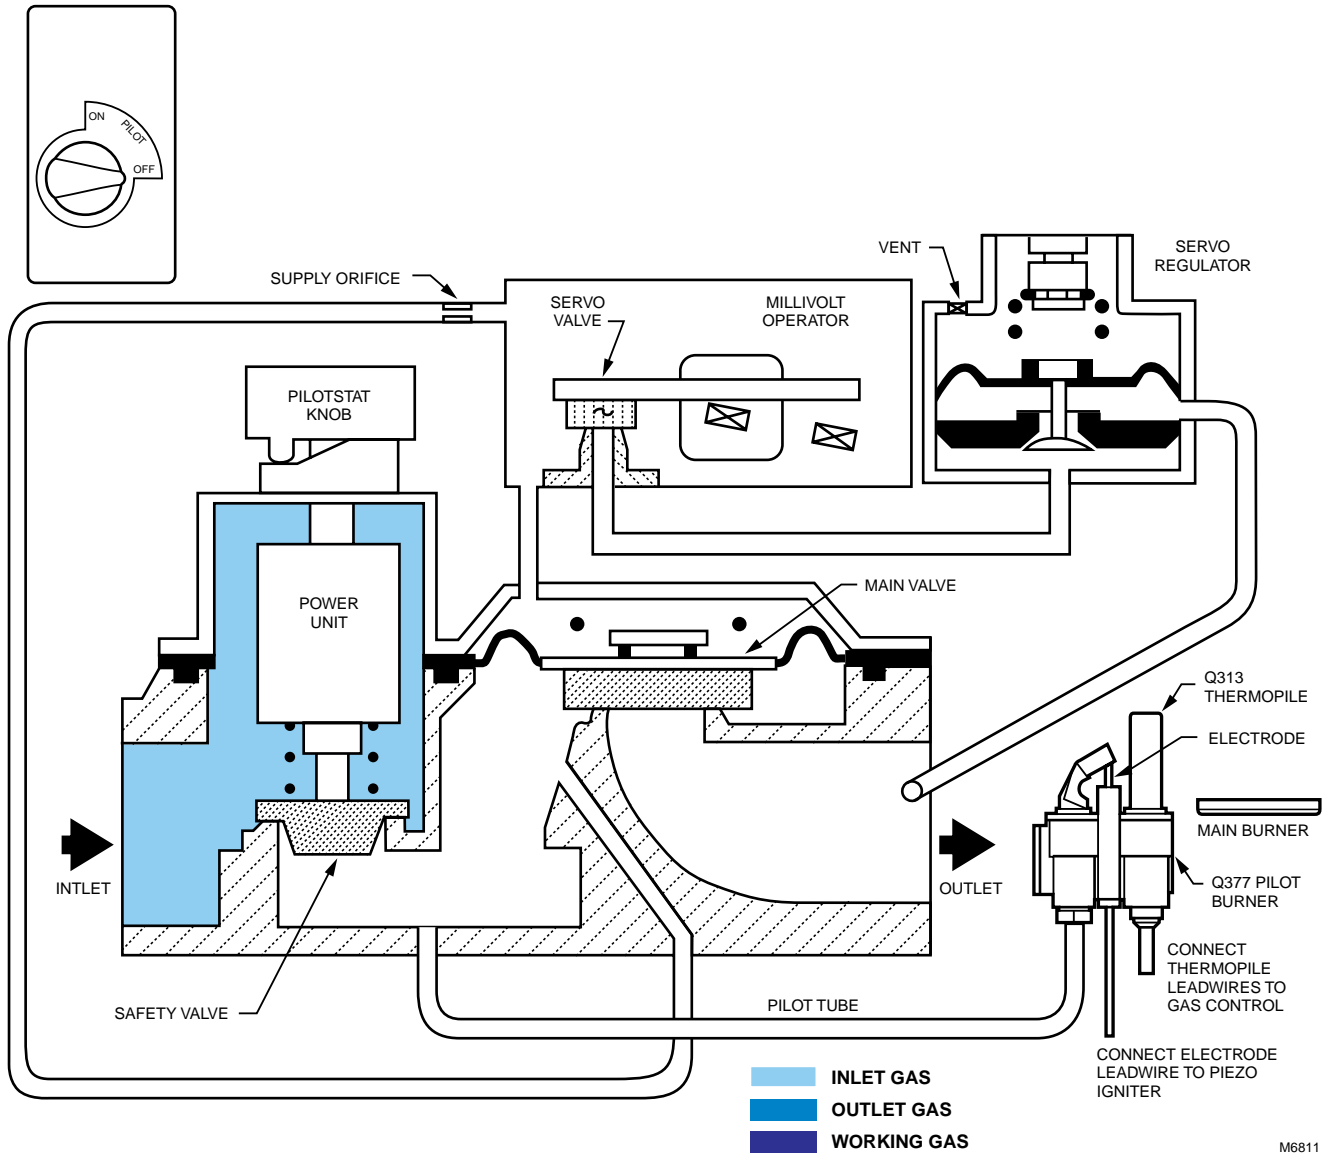 ON
PILOT
OFF
SUPPLY ORIFICE
SERVO
VALVE
MILLIVOLT
OPERATOR
VENT
SERVO
REGULATOR
PILOTSTAT
KNOB
POWER
UNIT
MAIN VALVE
Q313
THERMOPILE
ELECTRODE
MAIN BURNER
INTLET
OUTLET
Q377 PILOT
BURNER
CONNECT
THERMOPILE
LEADWIRES TO
GAS CONTROL
SAFETY VALVE
PILOT TUBE
CONNECT ELECTRODE
LEADWIRE TO PIEZO
IGNITER
INLET GAS
OUTLET GAS
WORKING GAS
M6811